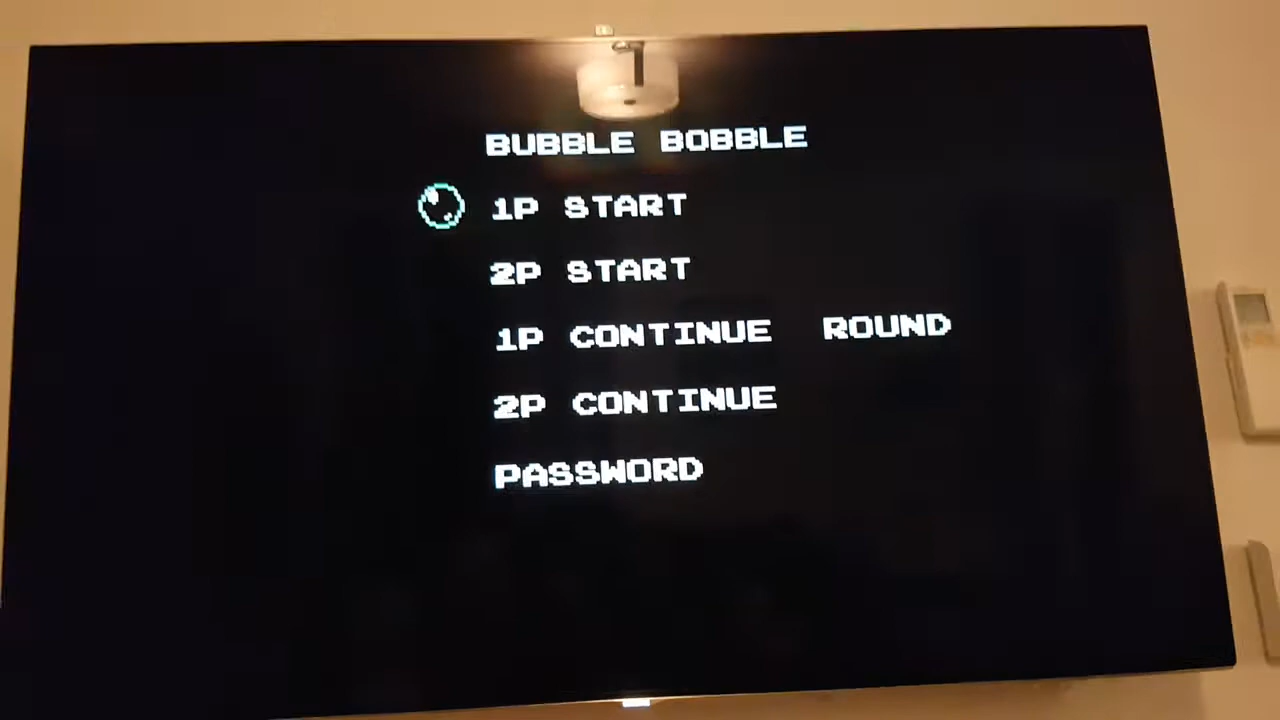 BUBBLE BOBBLE
1P START
2P START
1P CONTINUE ROUND
2P CONTINUE
PASSWORD